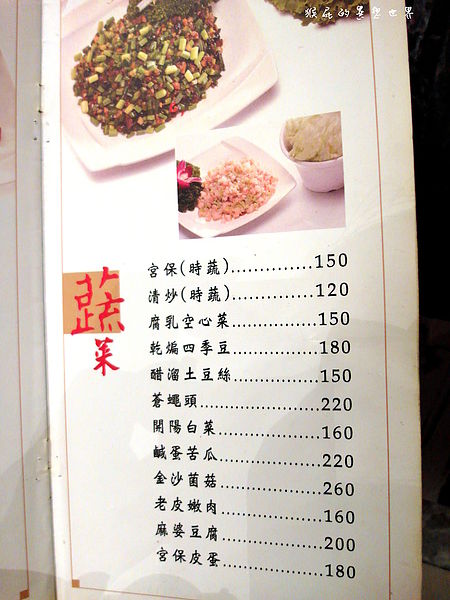 猴屁的異想世界
蔬菜
宮保(時蔬)..............150
清炒(時蔬)..............120
腐乳空心菜...............150
乾煸四季豆...............180
醋溜土豆絲...............150
蒼蠅頭.....................220
開陽白菜..................160
鹹蛋苦瓜..................220
金沙菌菇..................260
老皮嫩肉..................160
麻婆豆腐..................200
宮保皮蛋..................180